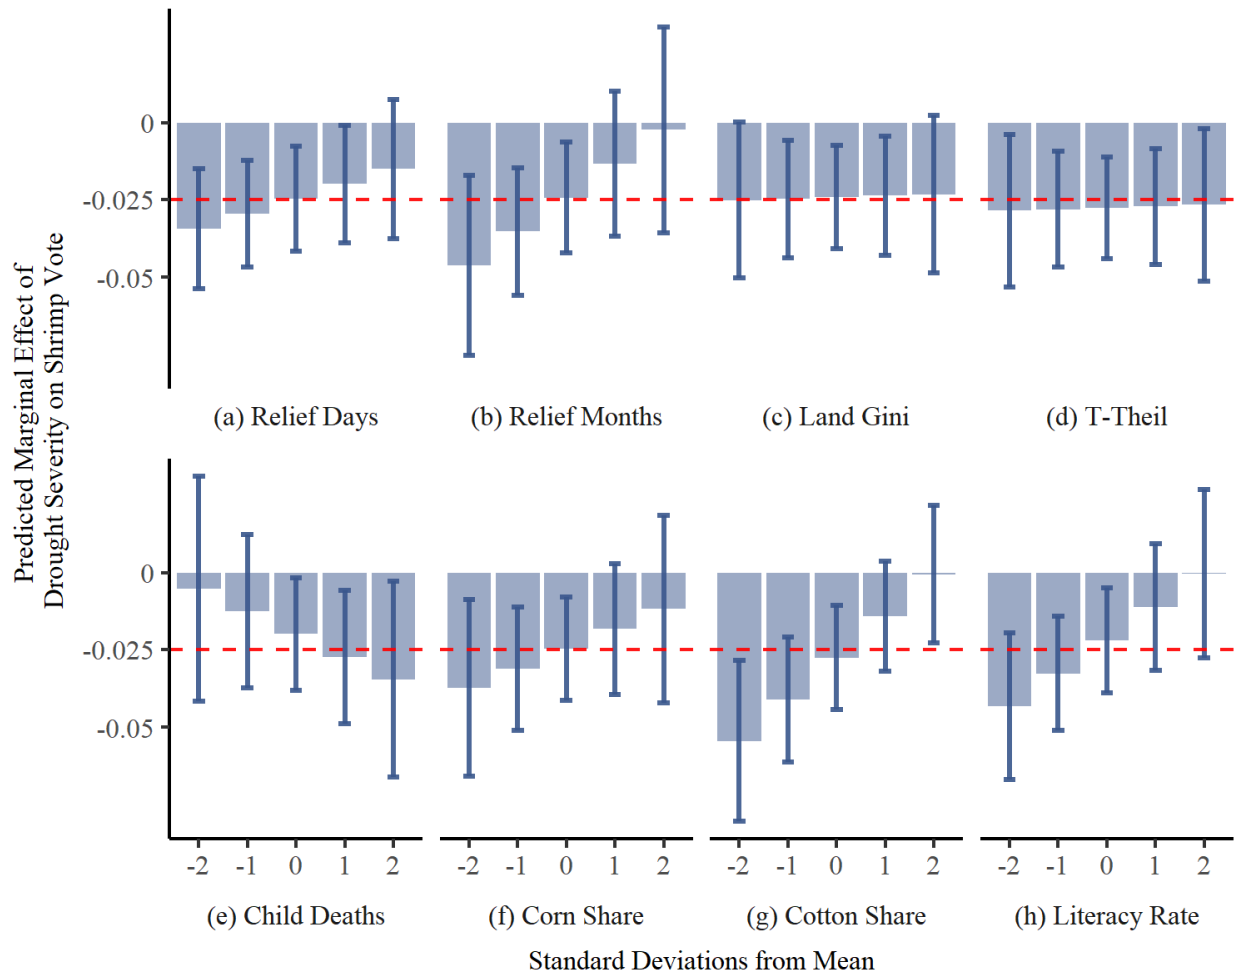 Predicted Marginal Effect of
Drought Severity on Shrimp Vote
0
-0.025
-0.05
(a) Relief Days
(b) Relief Months
(c) Land Gini
(d) T-Theil
0
-0.025
-0.05
-2 -1 0 1 2
-2 -1 0 1 2
-2 -1 0 1 2
-2 -1 0 1 2
(e) Child Deaths
(f) Corn Share
(g) Cotton Share
(h) Literacy Rate
Standard Deviations from Mean